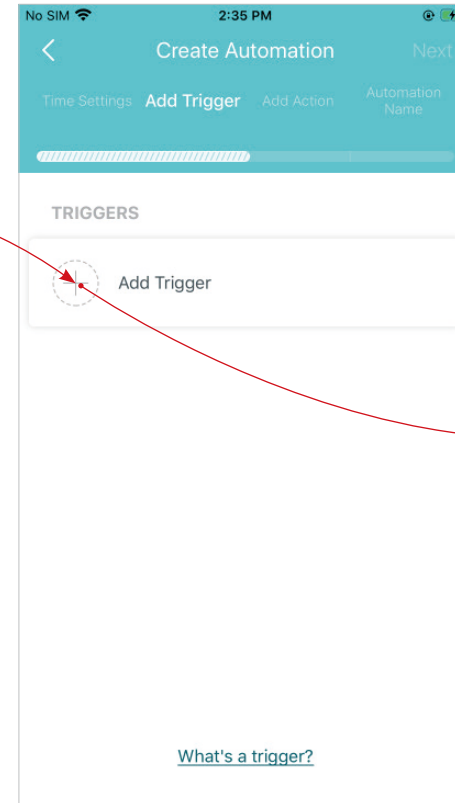 No SIM 2:35 PM
Create Automation Next
Time Settings Add Trigger Add Action Automation Name
TRIGGERS
Add Trigger
What's a trigger?